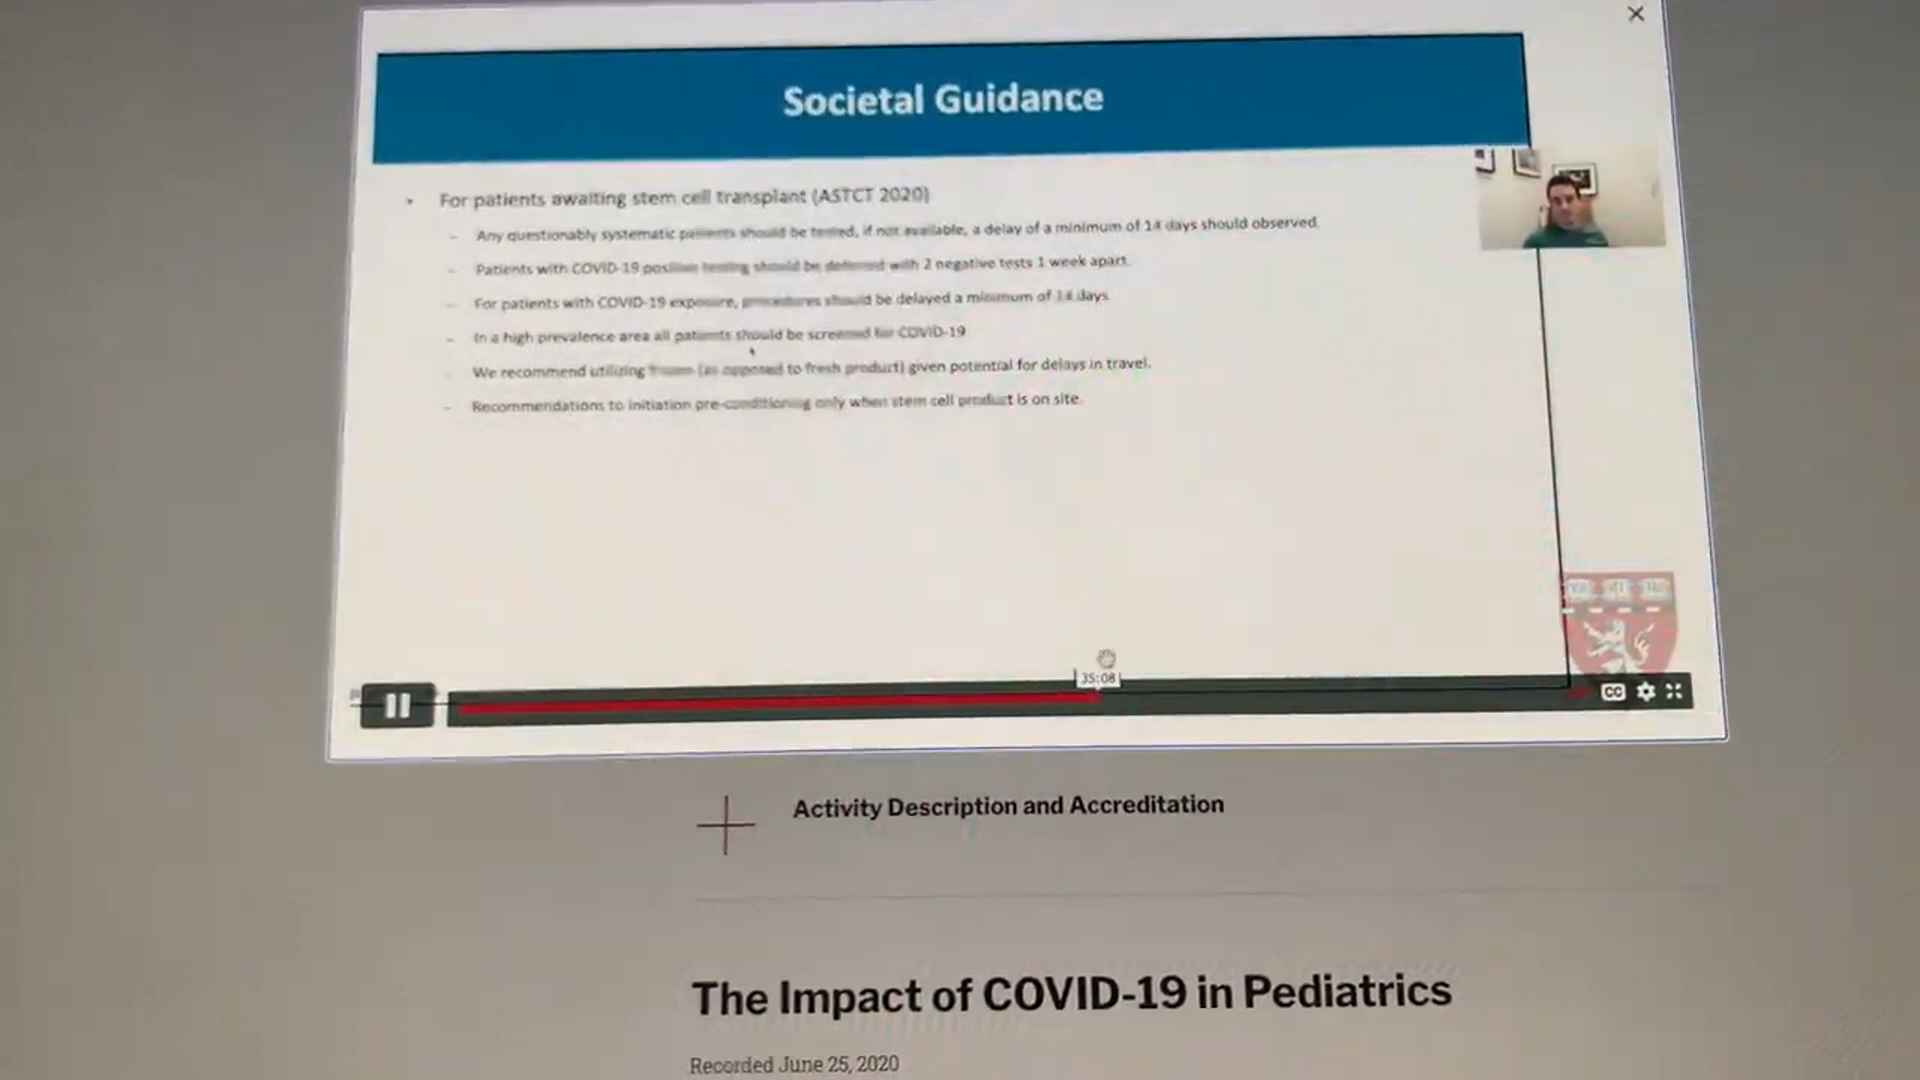 Societal Guidance
• For patients awaiting stem cell transplant (ASTCT 2020)
– Any questionably systematic patients should be tested, if not available, a delay of a minimum of 14 days should observed.
– Patients with COVID-19 positive testing should be deferred with 2 negative tests 1 week apart.
– For patients with COVID-19 exposure, procedures should be delayed a minimum of 14 days
– In a high prevalence area all patients should be screened for COVID-19
– We recommend utilizing frozen (as opposed to fresh product) given potential for delays in travel.
– Recommendations to initiation pre-conditioning only when stem cell product is on site.
35:08
CC
Activity Description and Accreditation
The Impact of COVID-19 in Pediatrics
Recorded June 25, 2020